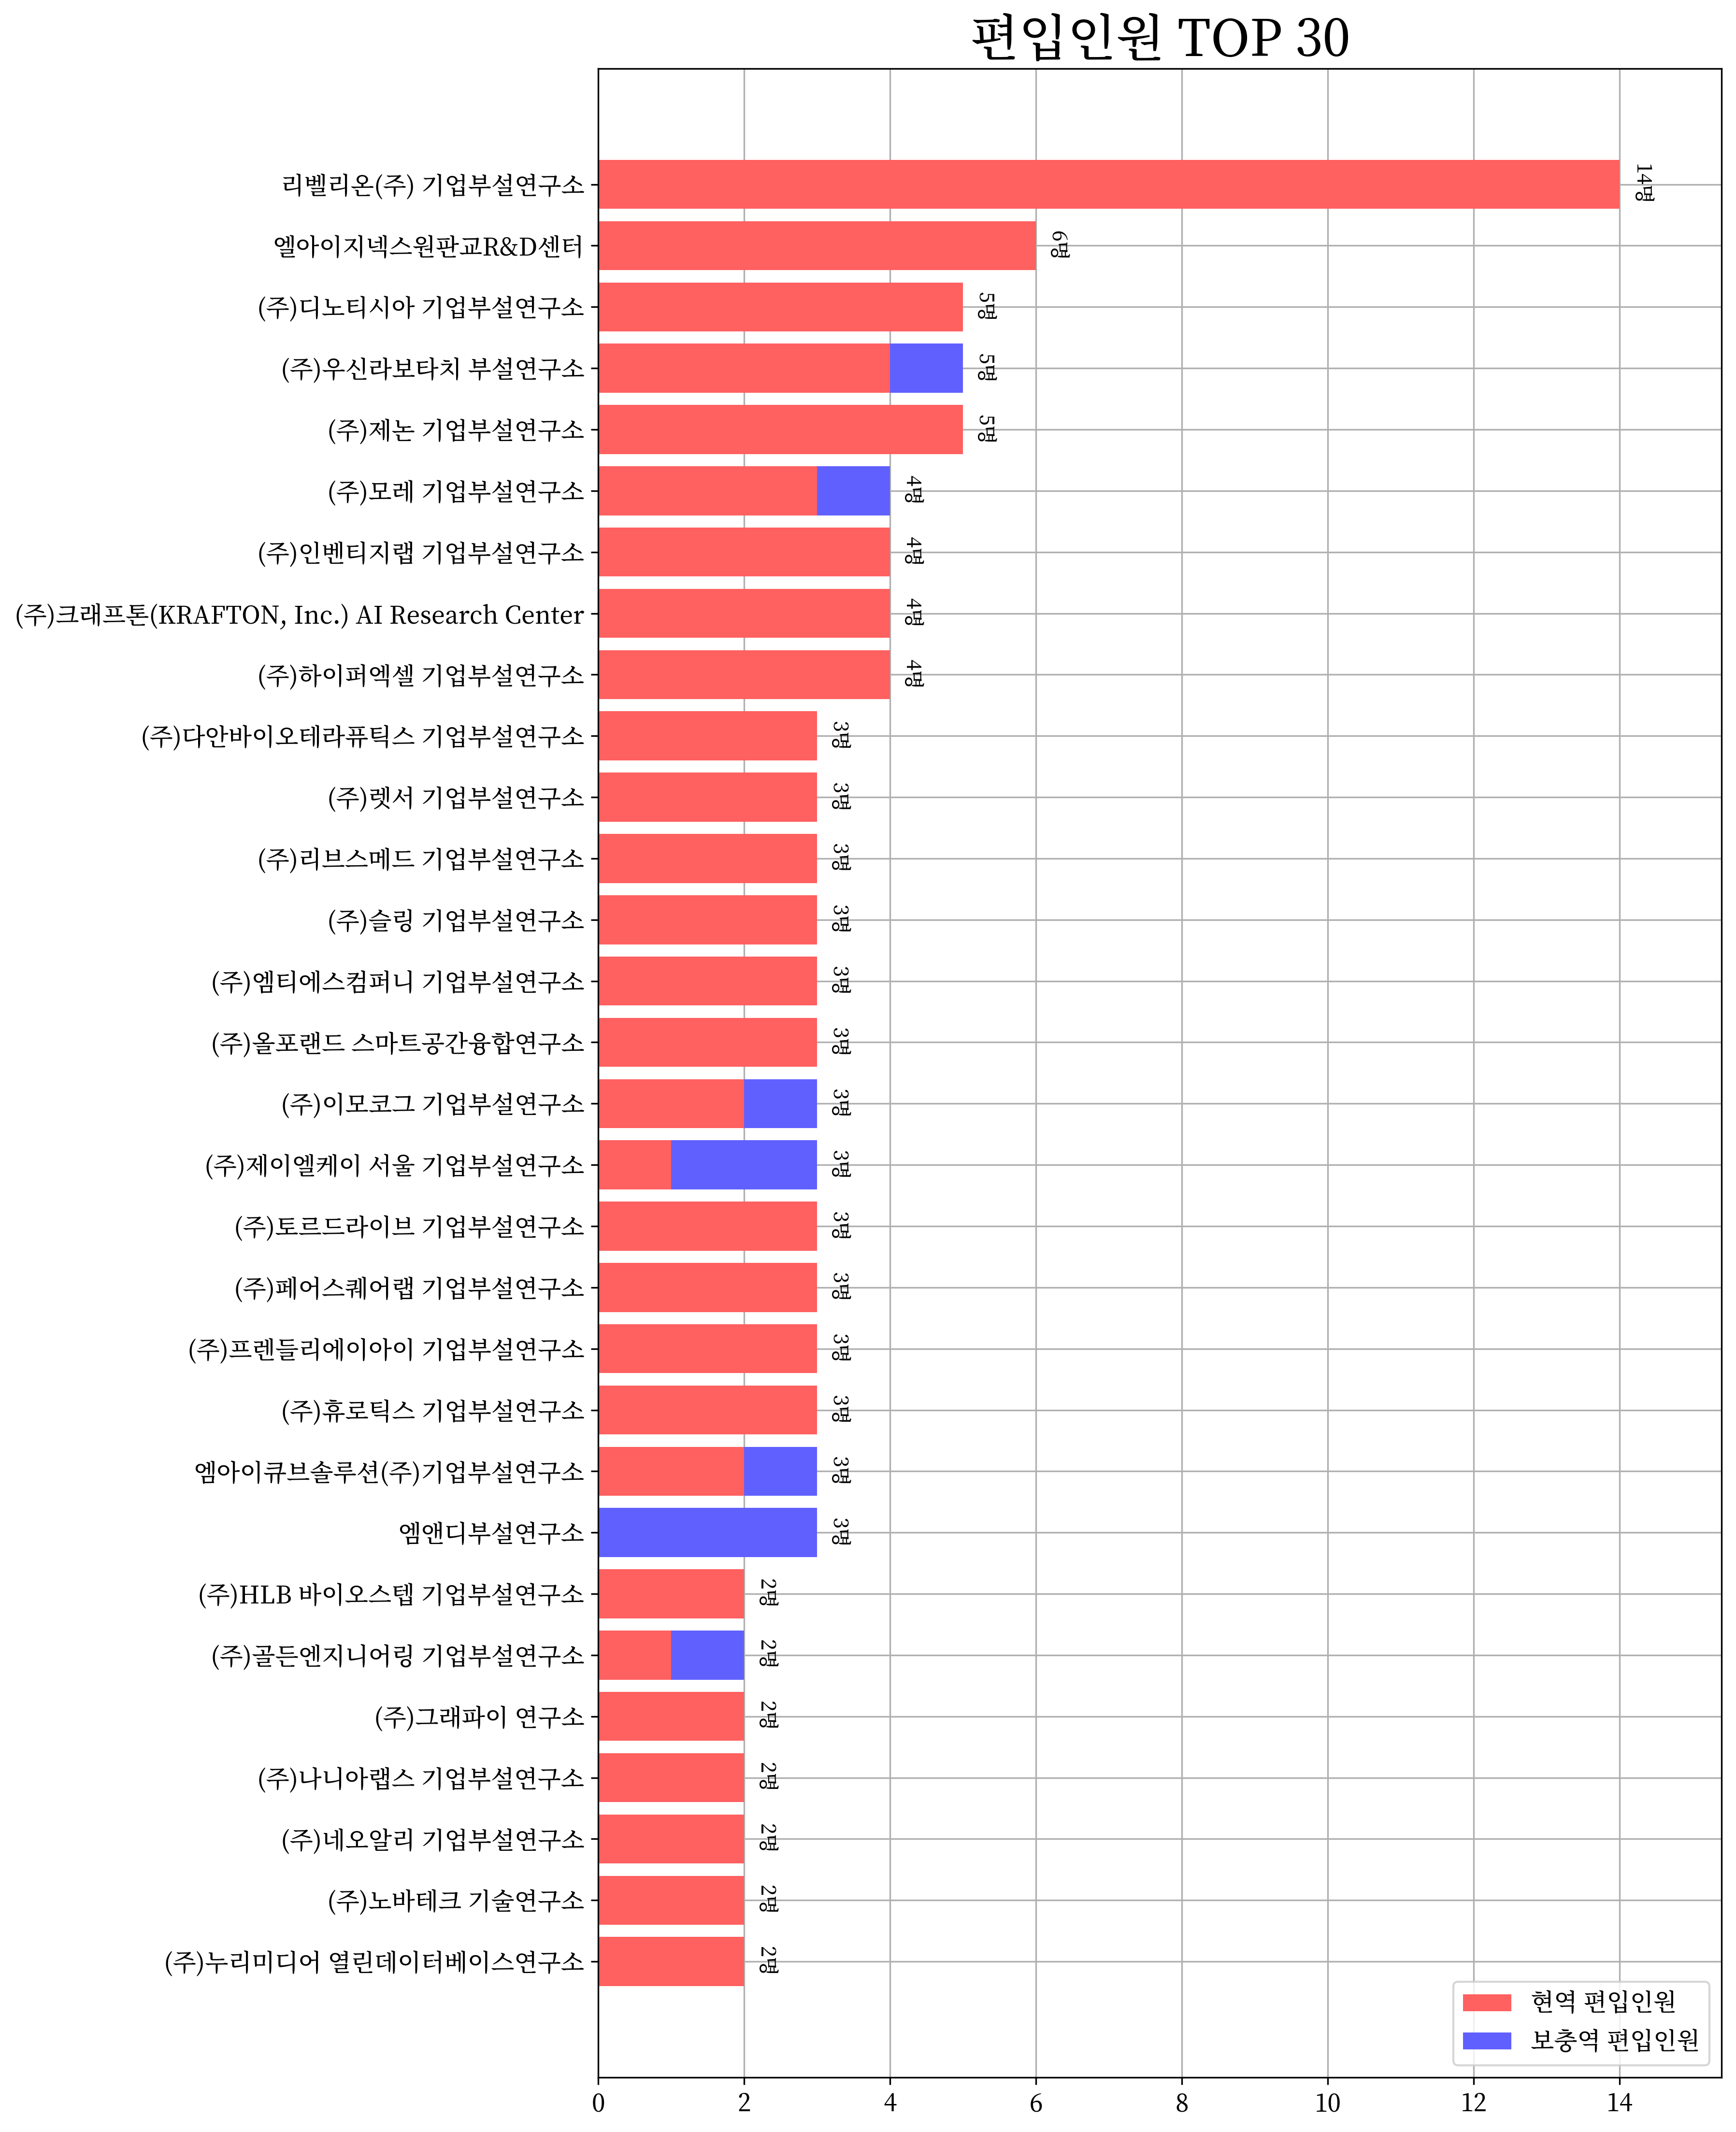 편입인원 TOP 30
리벨리온(주) 기업부설연구소 14명
엘아이지넥스원판교R&D센터 6명
(주)디노티시아 기업부설연구소 5명
(주)우신라보타치 부설연구소 5명
(주)제논 기업부설연구소 5명
(주)모레 기업부설연구소 4명
(주)인벤티지랩 기업부설연구소 4명
(주)크래프톤(KRAFTON, Inc.) AI Research Center 4명
(주)하이퍼엑셀 기업부설연구소 4명
(주)다안바이오테라퓨틱스 기업부설연구소 3명
(주)렛서 기업부설연구소 3명
(주)리브스메드 기업부설연구소 3명
(주)슬링 기업부설연구소 3명
(주)엠티에스컴퍼니 기업부설연구소 3명
(주)올포랜드 스마트공간융합연구소 3명
(주)이모코그 기업부설연구소 3명
(주)제이엘케이 서울 기업부설연구소 3명
(주)토르드라이브 기업부설연구소 3명
(주)페어스퀘어랩 기업부설연구소 3명
(주)프렌들리에이아이 기업부설연구소 3명
(주)휴로틱스 기업부설연구소 3명
엠아이큐브솔루션(주)기업부설연구소 3명
엠앤디부설연구소 3명
(주)HLB 바이오스텝 기업부설연구소 2명
(주)골든엔지니어링 기업부설연구소 2명
(주)그래파이 연구소 2명
(주)나니아랩스 기업부설연구소 2명
(주)네오알리 기업부설연구소 2명
(주)노바테크 기술연구소 2명
(주)누리미디어 열린데이터베이스연구소 2명
현역 편입인원
보충역 편입인원
0 2 4 6 8 10 12 14